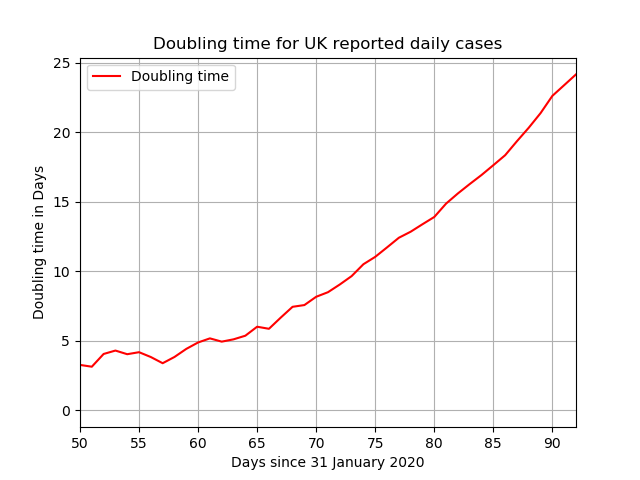 Doubling time for UK reported daily cases
Doubling time
25
20
15
10
5
0
Doubling time in Days
50 55 60 65 70 75 80 85 90
Days since 31 January 2020